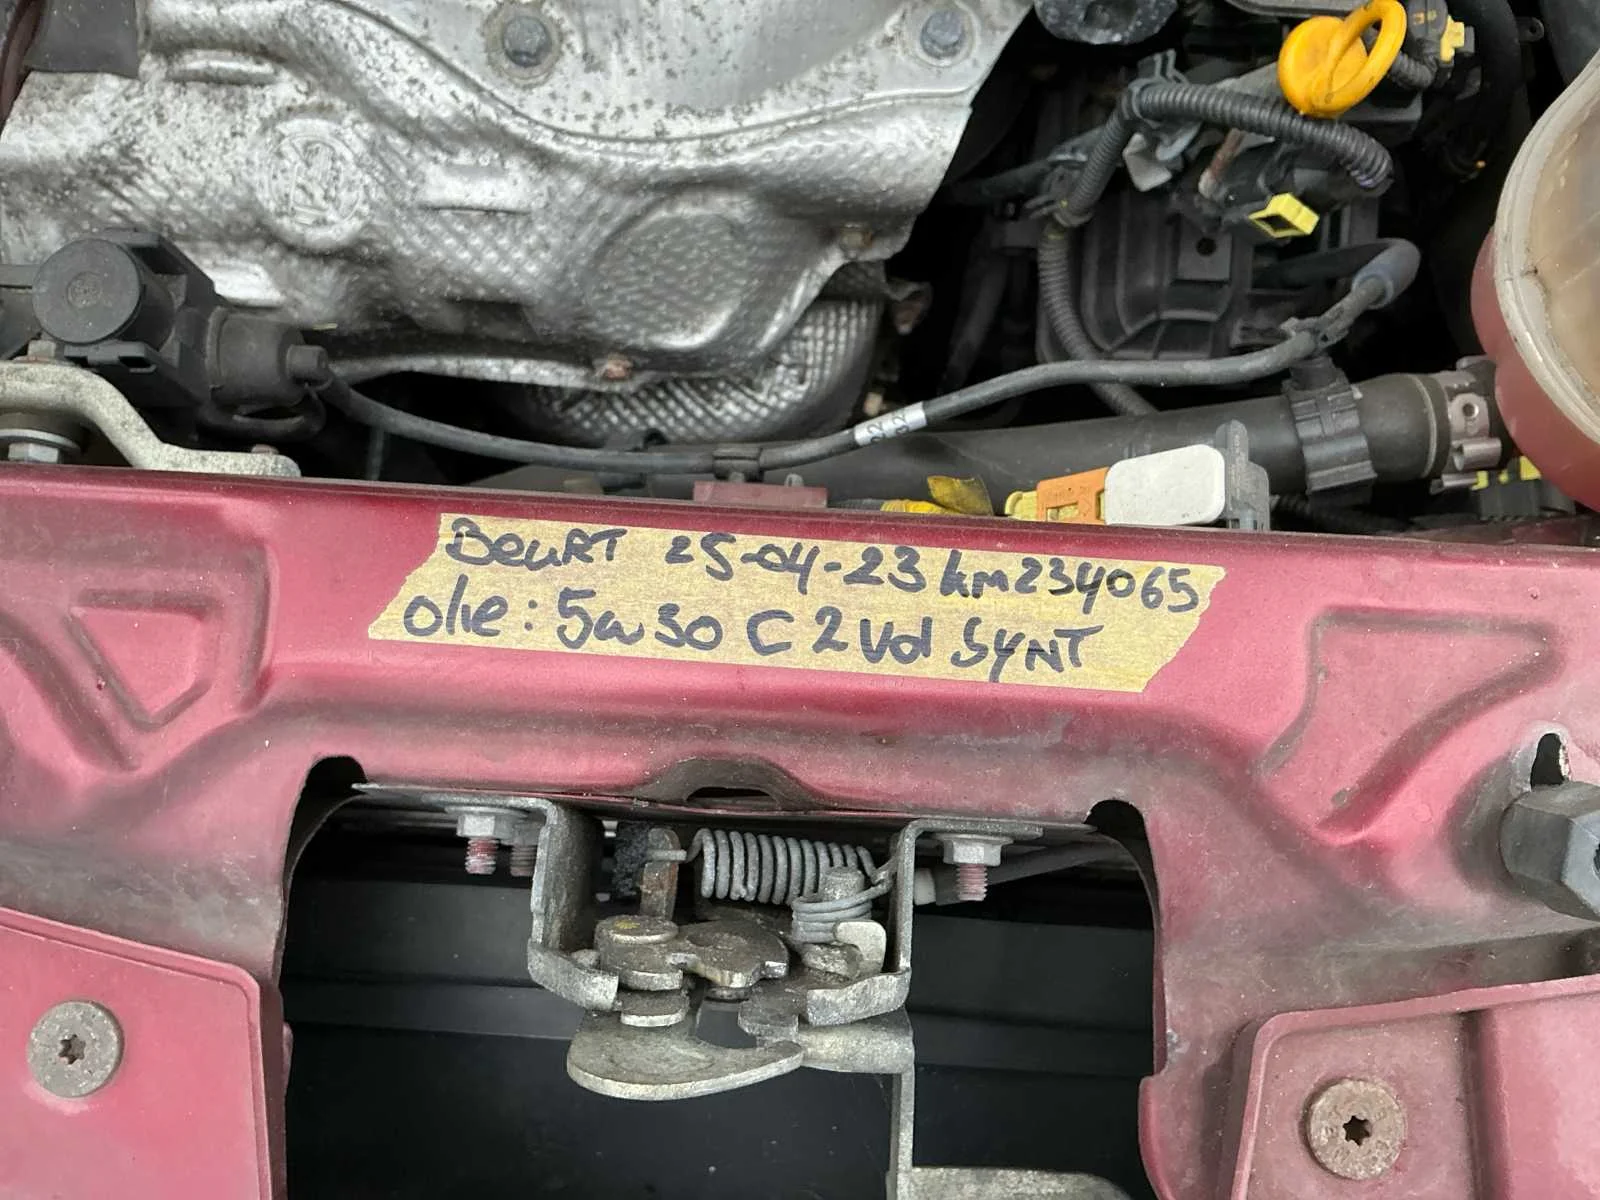 Beurt 25-04-23 km234065
olie: 5w30 C2 Vol SYNT